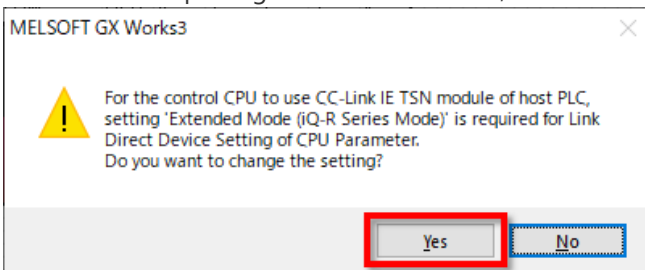 MELSOFT GX Works3
For the control CPU to use CC-Link IE TSN module of host PLC,
setting 'Extended Mode (iQ-R Series Mode)' is required for Link
Direct Device Setting of CPU Parameter.
Do you want to change the setting?
Yes
No